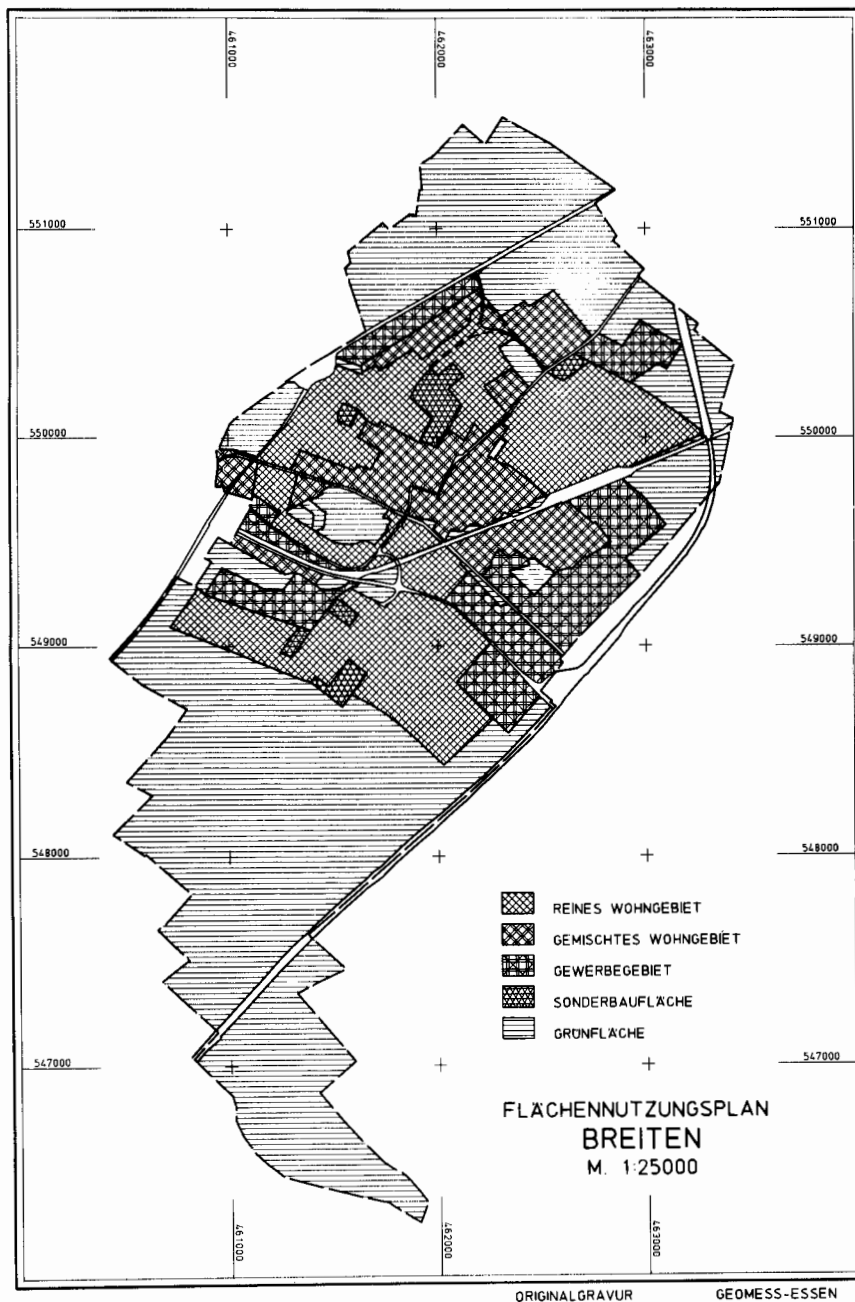 461000
462000
463000
551000
551000
550000
550000
549000
549000
548000
548000
REINES WOHNGEBIET
GEMISCHTES WOHNGEBIET
GEWERBEGEBIET
SONDERBAUFLÄCHE
GRÜNFLÄCHE
547000
547000
FLÄCHENNUTZUNGSPLAN
BREITEN
M. 1:25000
461000
462000
463000
ORIGINALGRAVUR
GEOMESS-ESSEN